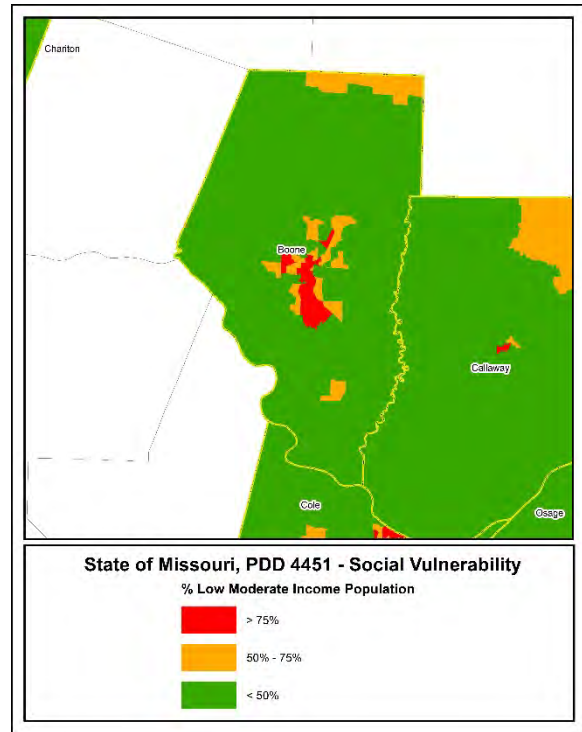 Chariton
Boone
Callaway
Cole
Osage
State of Missouri, PDD 4451 - Social Vulnerability
% Low Moderate Income Population
> 75%
50% - 75%
< 50%